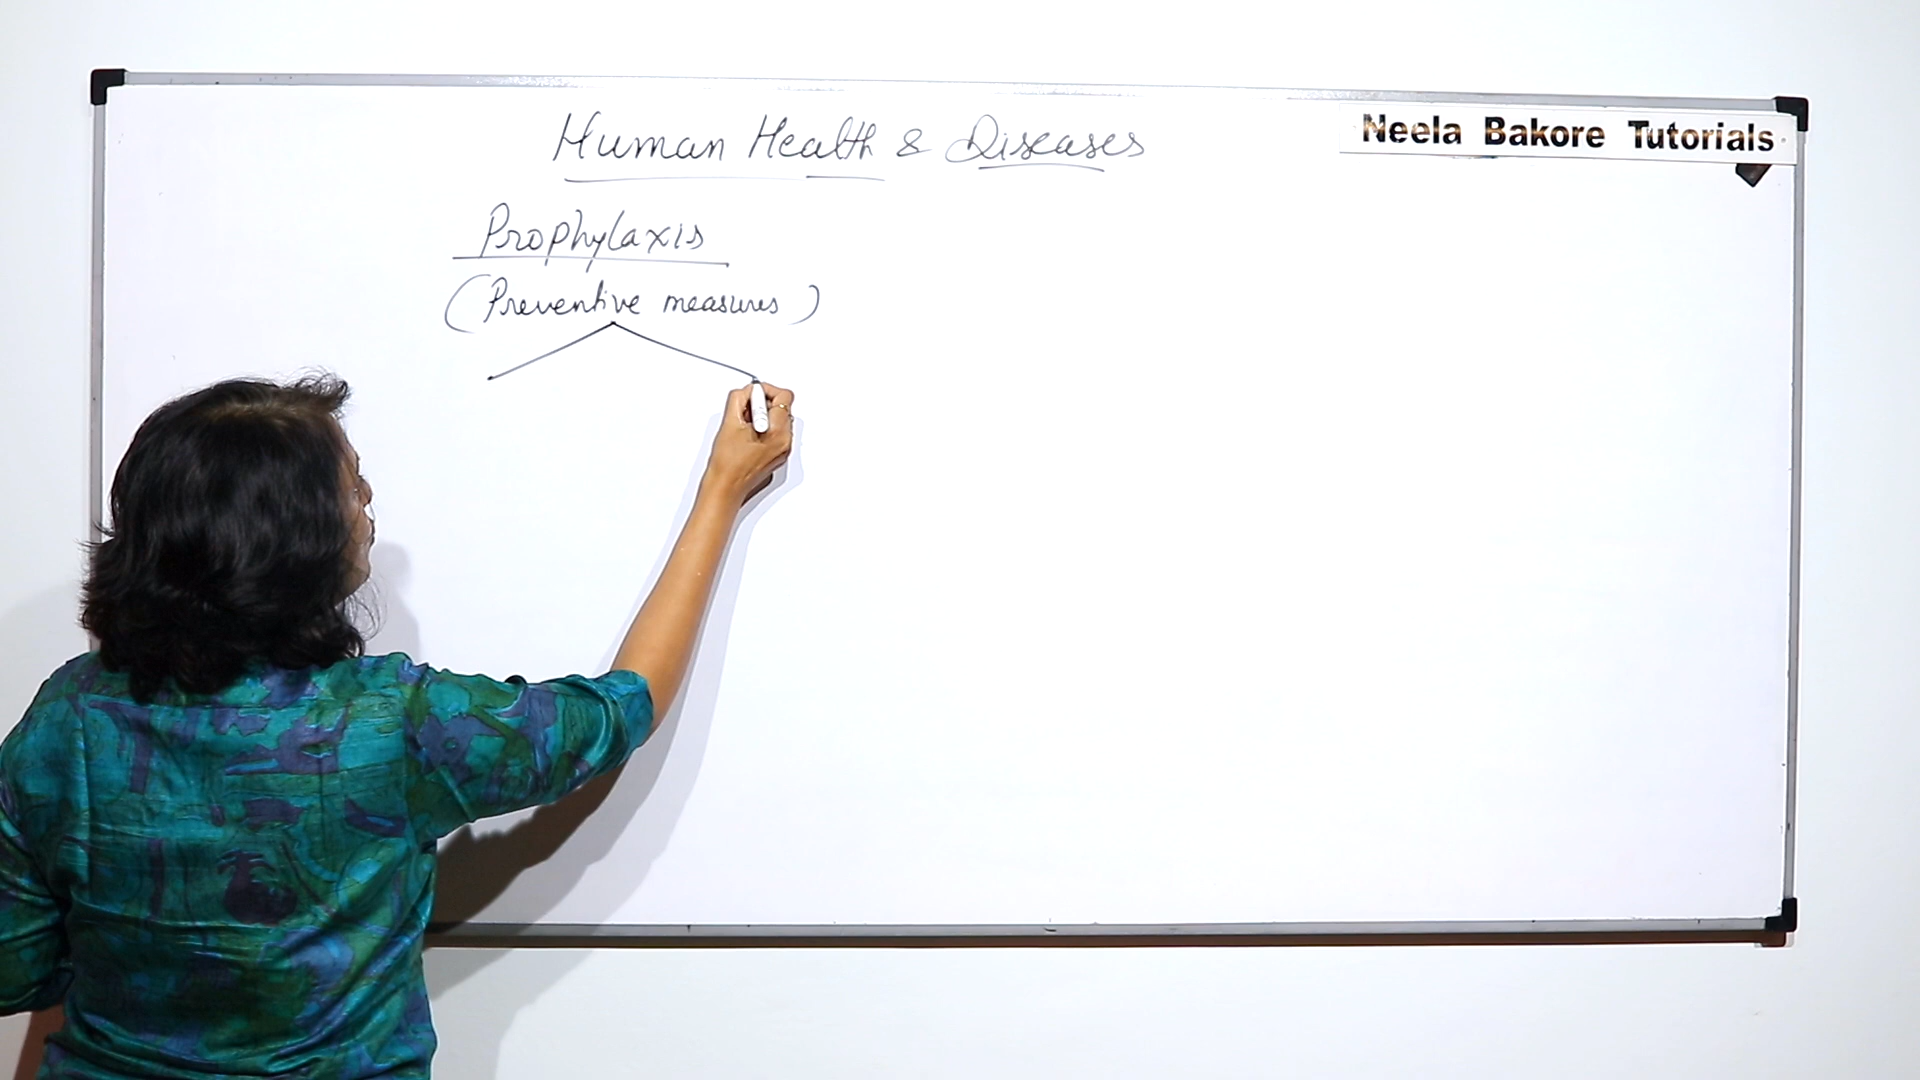 Human Health & Diseases
Neela Bakore Tutorials
Prophylaxis
(Preventive measures)